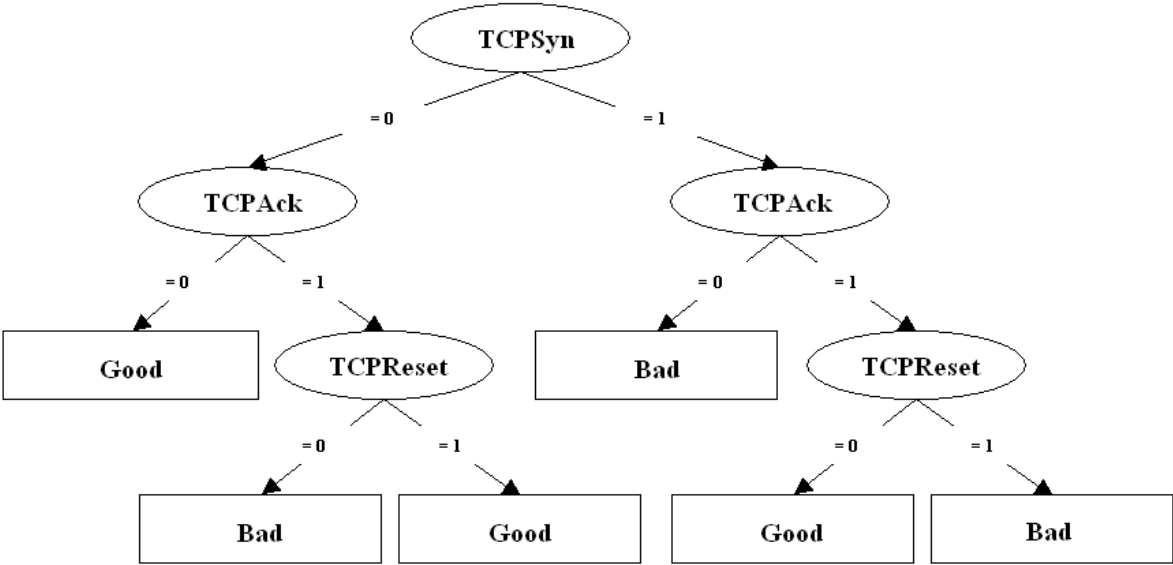 TCPSyn
= 0
= 1
TCPAck
TCPAck
= 0
= 1
= 0
= 1
Good
TCPReset
Bad
TCPReset
= 0
= 1
= 0
= 1
Bad
Good
Good
Bad